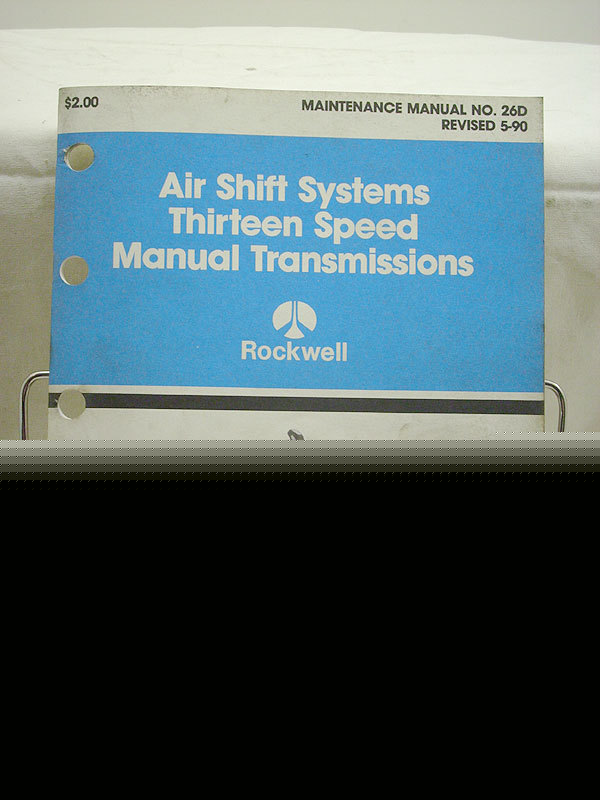 $2.00
MAINTENANCE MANUAL NO. 26D
REVISED 5-90
Air Shift Systems
Thirteen Speed
Manual Transmissions
Rockwell